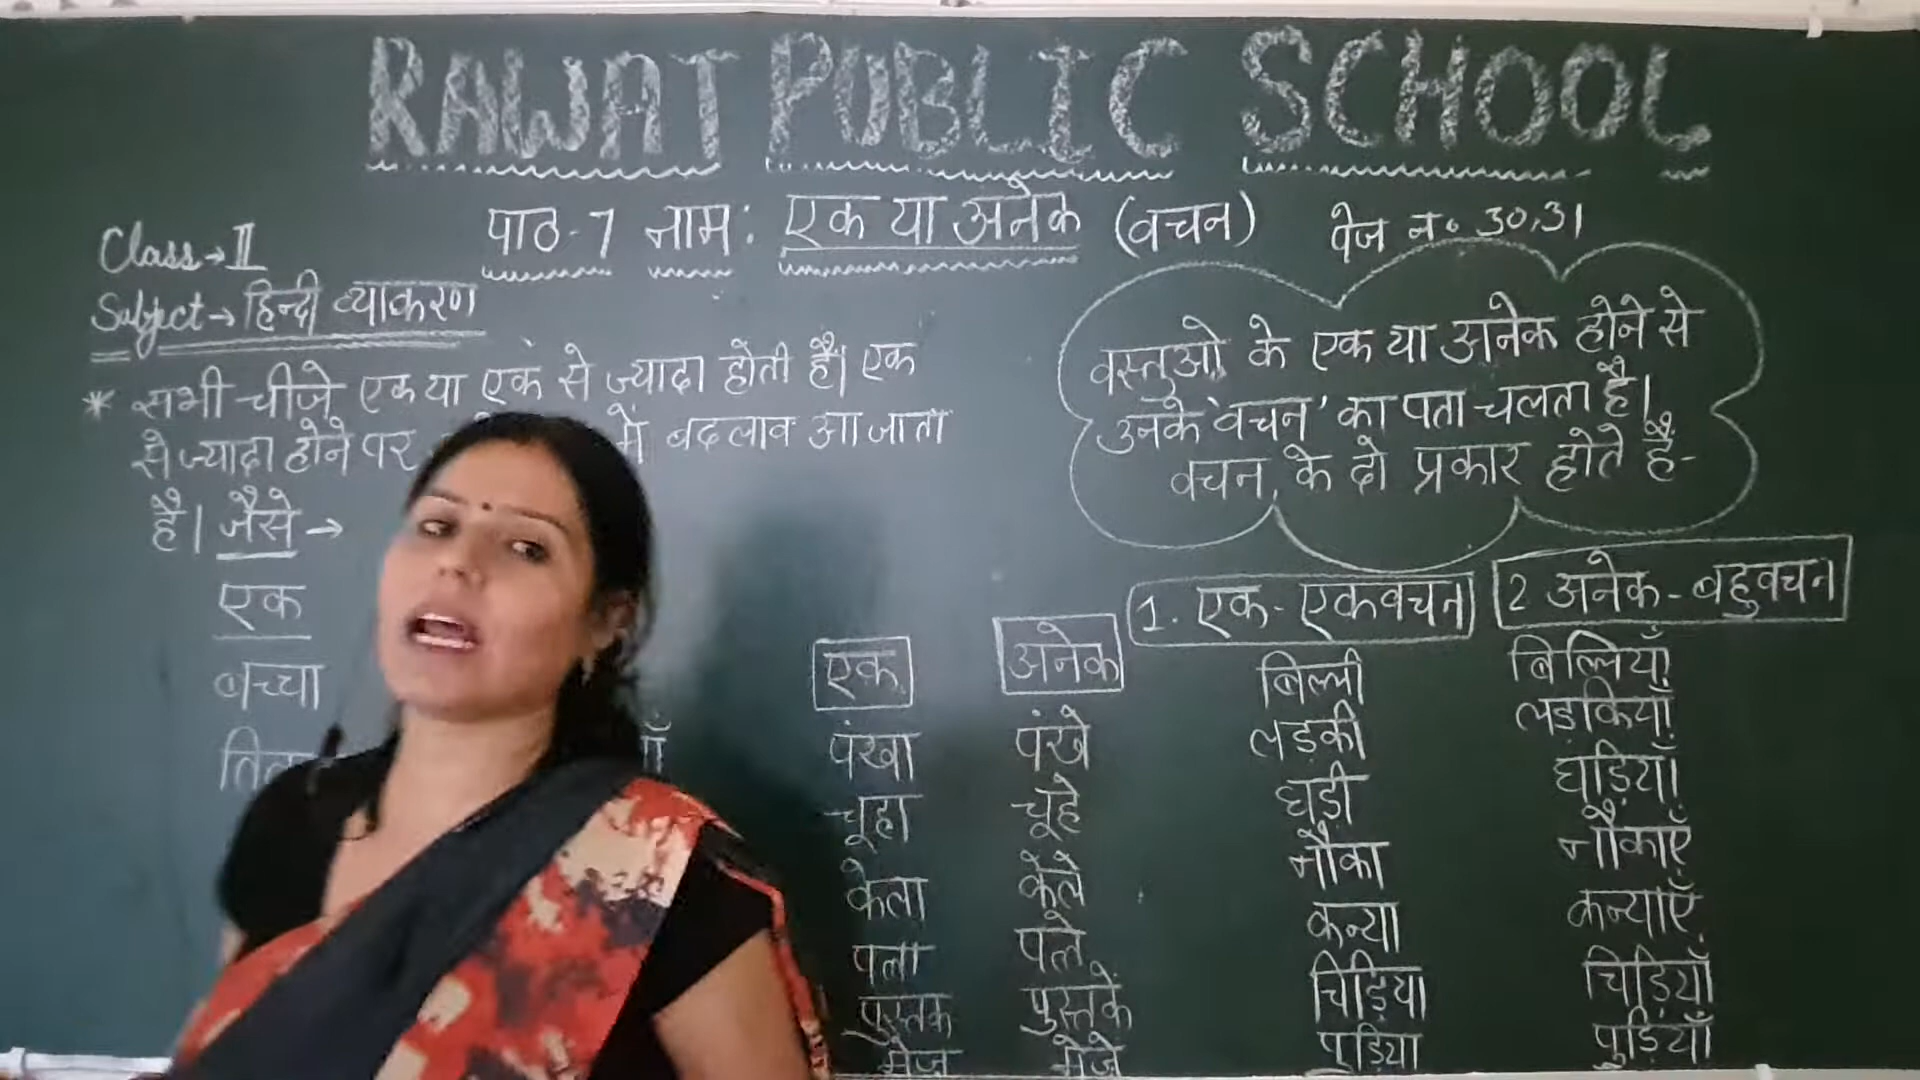 RAWAT PUBLIC SCHOOL
Class→II
पाठ-7 नाम: एक या अनेक (वचन)
पेज न० 30,31
Subject→ हिन्दी व्याकरण
* सभी चीजे एक या एक से ज्यादा होती है। एक
से ज्यादा होने पर में बदलाव आ जाता
है। जैसे →
एक
बच्चा
वस्तुओ के एक या अनेक होने से
उनके 'वचन' का पता चलता है।
वचन के दो प्रकार होते हैं-
एक अनेक
पंखा पंखे
चूहा चूहे
केला केले
पत्ता पत्ते
पुस्तक पुस्तकें
मेज मेजे
1. एक - एकवचन 2 अनेक - बहुवचन
बिल्ली बिल्लियाँ
लड़की लड़कियाँ
घड़ी घड़ियाँ
नौका नौकाएँ
कन्या कन्याएँ
चिड़िया चिड़ियाँ
पुड़िया पुड़ियाँ